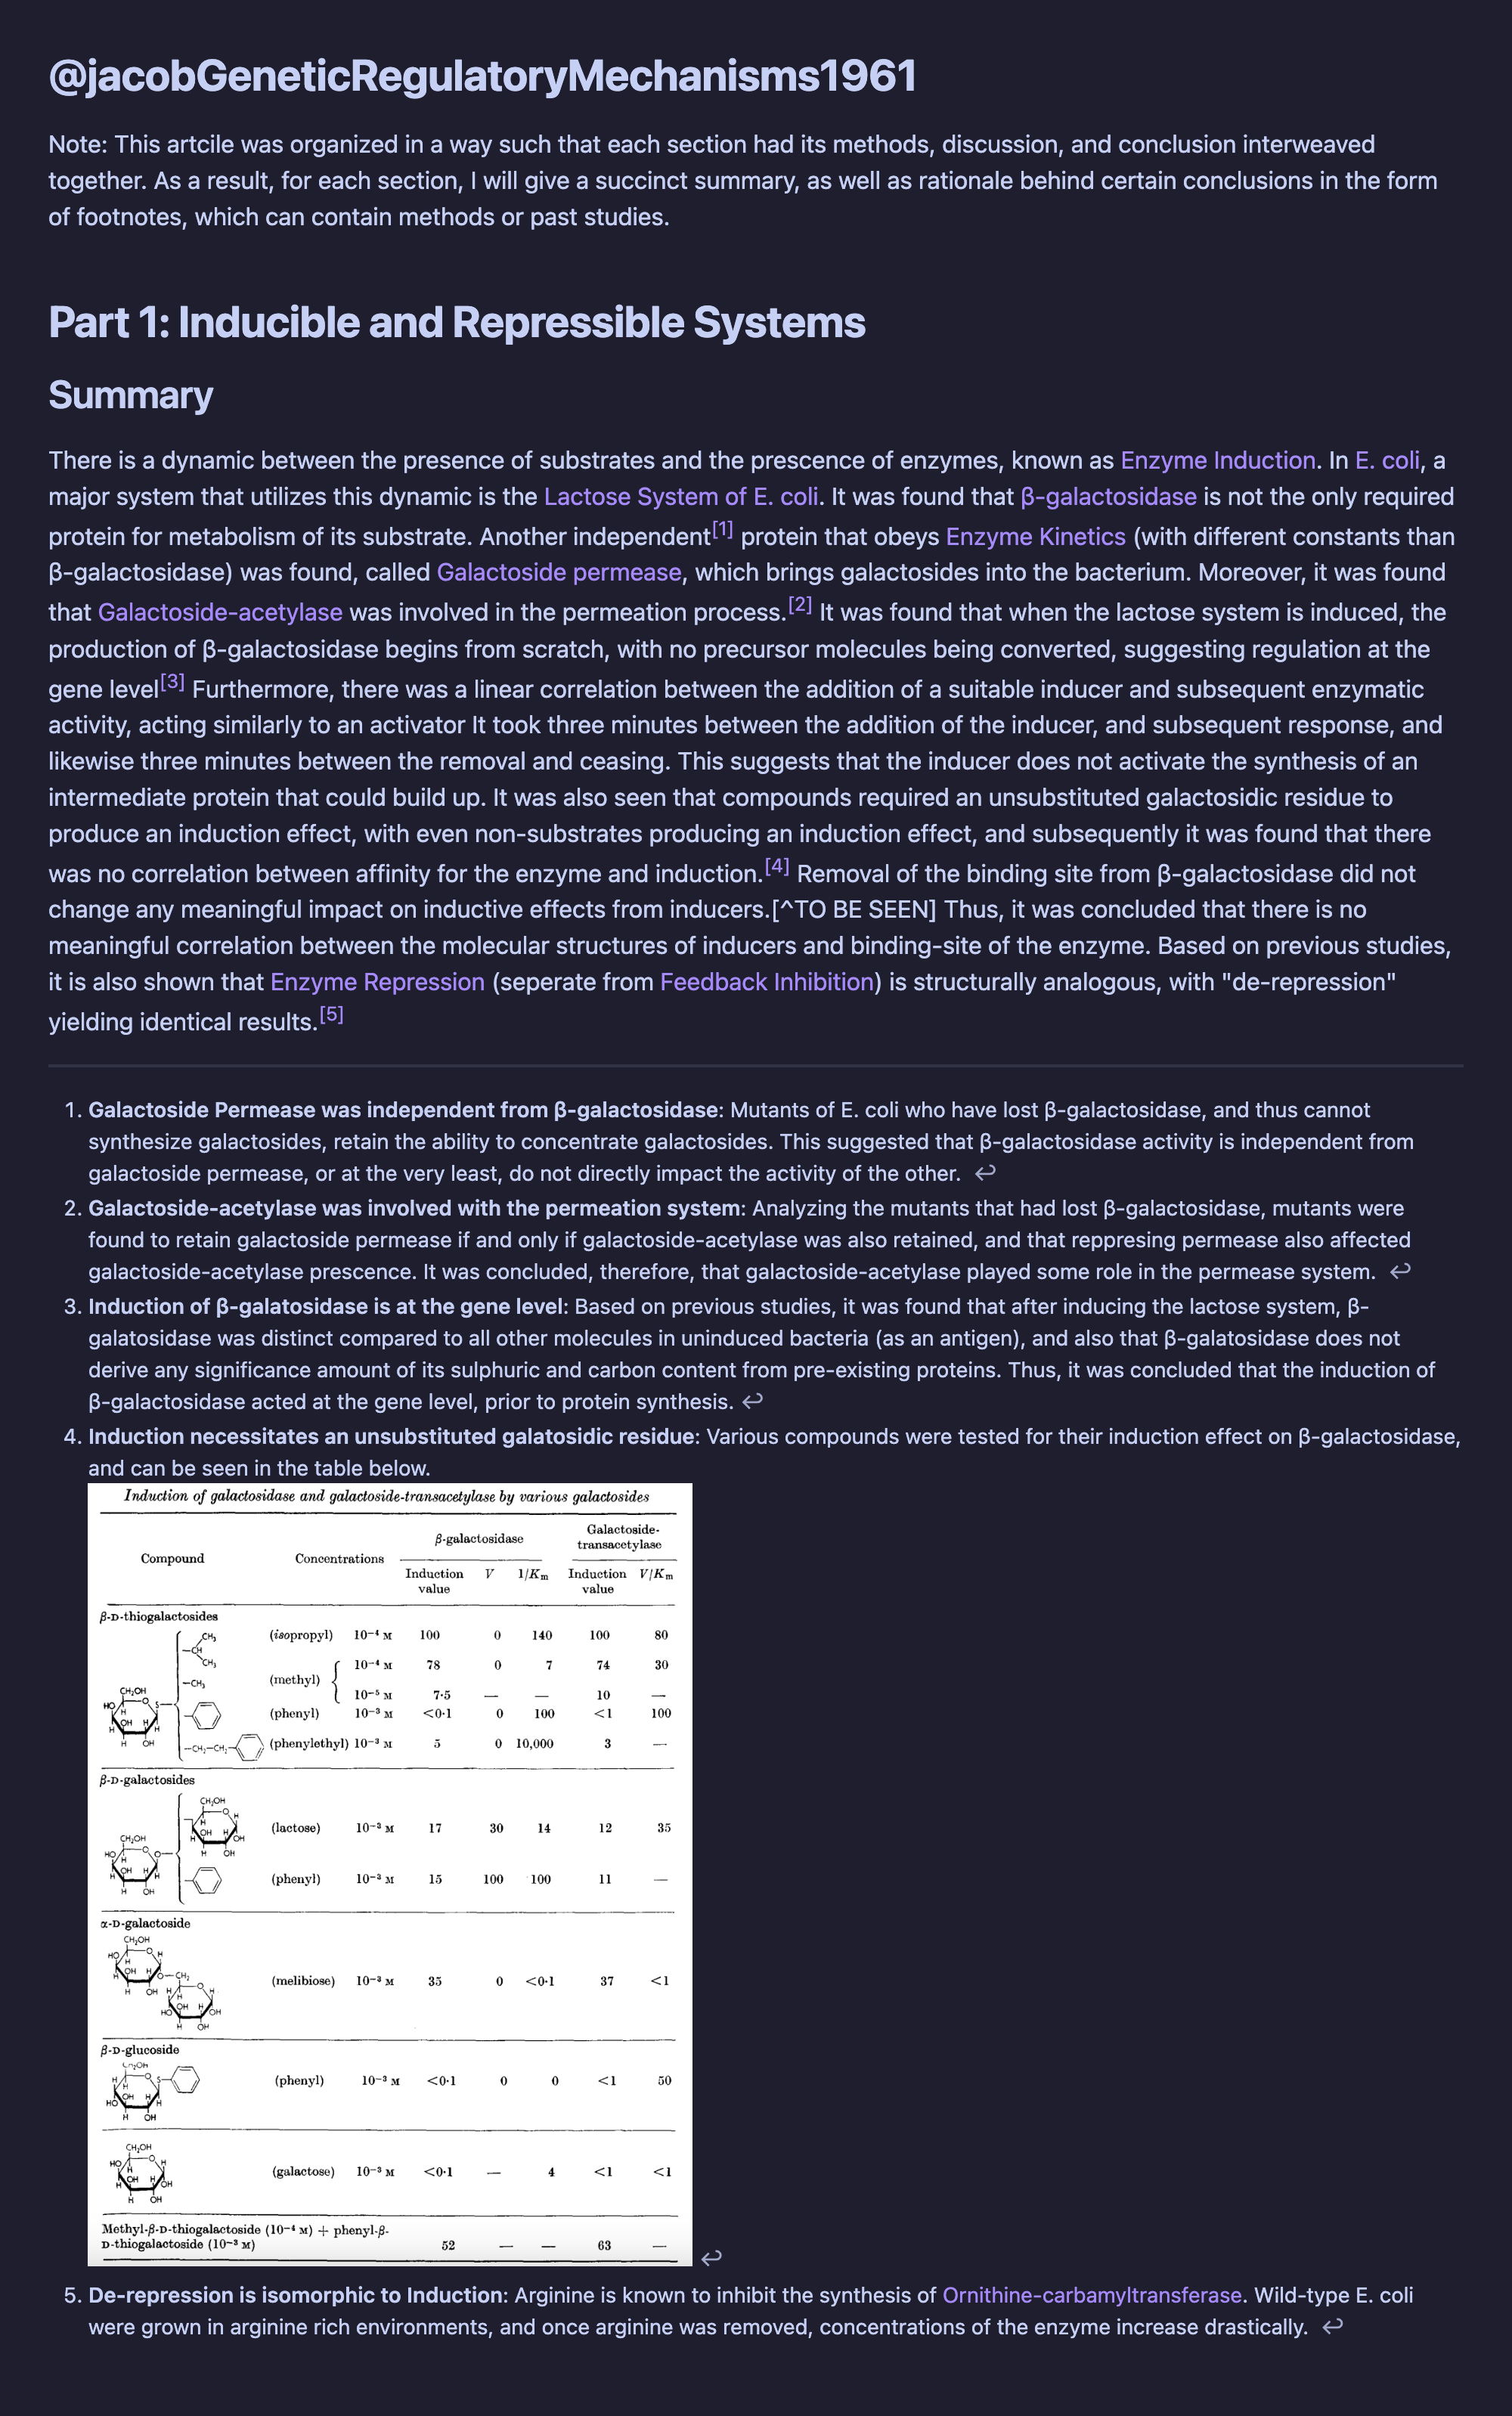 @jacobGeneticRegulatoryMechanisms1961
Note: This artcile was organized in a way such that each section had its methods, discussion, and conclusion interweaved
together. As a result, for each section, I will give a succinct summary, as well as rationale behind certain conclusions in the form
of footnotes, which can contain methods or past studies.
Part 1: Inducible and Repressible Systems
Summary
There is a dynamic between the presence of substrates and the prescence of enzymes, known as Enzyme Induction. In E. coli, a
major system that utilizes this dynamic is the Lactose System of E. coli. It was found that β-galactosidase is not the only required
protein for metabolism of its substrate. Another independent[1] protein that obeys Enzyme Kinetics (with different constants than
β-galactosidase) was found, called Galactoside permease, which brings galactosides into the bacterium. Moreover, it was found
that Galactoside-acetylase was involved in the permeation process.[2] It was found that when the lactose system is induced, the
production of β-galactosidase begins from scratch, with no precursor molecules being converted, suggesting regulation at the
gene level[3] Furthermore, there was a linear correlation between the addition of a suitable inducer and subsequent enzymatic
activity, acting similarly to an activator It took three minutes between the addition of the inducer, and subsequent response, and
likewise three minutes between the removal and ceasing. This suggests that the inducer does not activate the synthesis of an
intermediate protein that could build up. It was also seen that compounds required an unsubstituted galactosidic residue to
produce an induction effect, with even non-substrates producing an induction effect, and subsequently it was found that there
was no correlation between affinity for the enzyme and induction.[4] Removal of the binding site from β-galactosidase did not
change any meaningful impact on inductive effects from inducers.[^TO BE SEEN] Thus, it was concluded that there is no
meaningful correlation between the molecular structures of inducers and binding-site of the enzyme. Based on previous studies,
it is also shown that Enzyme Repression (seperate from Feedback Inhibition) is structurally analogous, with "de-repression"
yielding identical results.[5]
1. Galactoside Permease was independent from β-galactosidase: Mutants of E. coli who have lost β-galactosidase, and thus cannot
synthesize galactosides, retain the ability to concentrate galactosides. This suggested that β-galactosidase activity is independent from
galactoside permease, or at the very least, do not directly impact the activity of the other. ↩
2. Galactoside-acetylase was involved with the permeation system: Analyzing the mutants that had lost β-galactosidase, mutants were
found to retain galactoside permease if and only if galactoside-acetylase was also retained, and that reppresing permease also affected
galactoside-acetylase prescence. It was concluded, therefore, that galactoside-acetylase played some role in the permease system. ↩
3. Induction of β-galatosidase is at the gene level: Based on previous studies, it was found that after inducing the lactose system, β-
galatosidase was distinct compared to all other molecules in uninduced bacteria (as an antigen), and also that β-galatosidase does not
derive any significance amount of its sulphuric and carbon content from pre-existing proteins. Thus, it was concluded that the induction of
β-galactosidase acted at the gene level, prior to protein synthesis. ↩
4. Induction necessitates an unsubstituted galatosidic residue: Various compounds were tested for their induction effect on β-galactosidase,
and can be seen in the table below.
Induction of galactosidase and galactoside-transacetylase by various galactosides
Compound Concentrations β-galactosidase Galactoside-
transacetylase
Induction V 1/Km Induction V/Km
value value
β-D-thiogalactosides
(isopropyl) 10⁻⁴ M 100 0 140 100 80
(methyl) 10⁻⁴ M 78 0 7 74 30
10⁻⁵ M 7·5 — — 10 —
(phenyl) 10⁻³ M <0·1 0 100 <1 100
(phenylethyl) 10⁻³ M 5 0 10,000 3 —
β-D-galactosides
(lactose) 10⁻³ M 17 30 14 12 35
(phenyl) 10⁻³ M 15 100 100 11 —
α-D-galactoside
(melibiose) 10⁻³ M 35 0 <0·1 37 <1
β-D-glucoside
(phenyl) 10⁻³ M <0·1 0 0 <1 50
(galactose) 10⁻³ M <0·1 — 4 <1 <1
Methyl-β-D-thiogalactoside (10⁻⁴ M) + phenyl-β-
D-thiogalactoside (10⁻³ M) 52 — — 63 —
↩
5. De-repression is isomorphic to Induction: Arginine is known to inhibit the synthesis of Ornithine-carbamyltransferase. Wild-type E. coli
were grown in arginine rich environments, and once arginine was removed, concentrations of the enzyme increase drastically. ↩